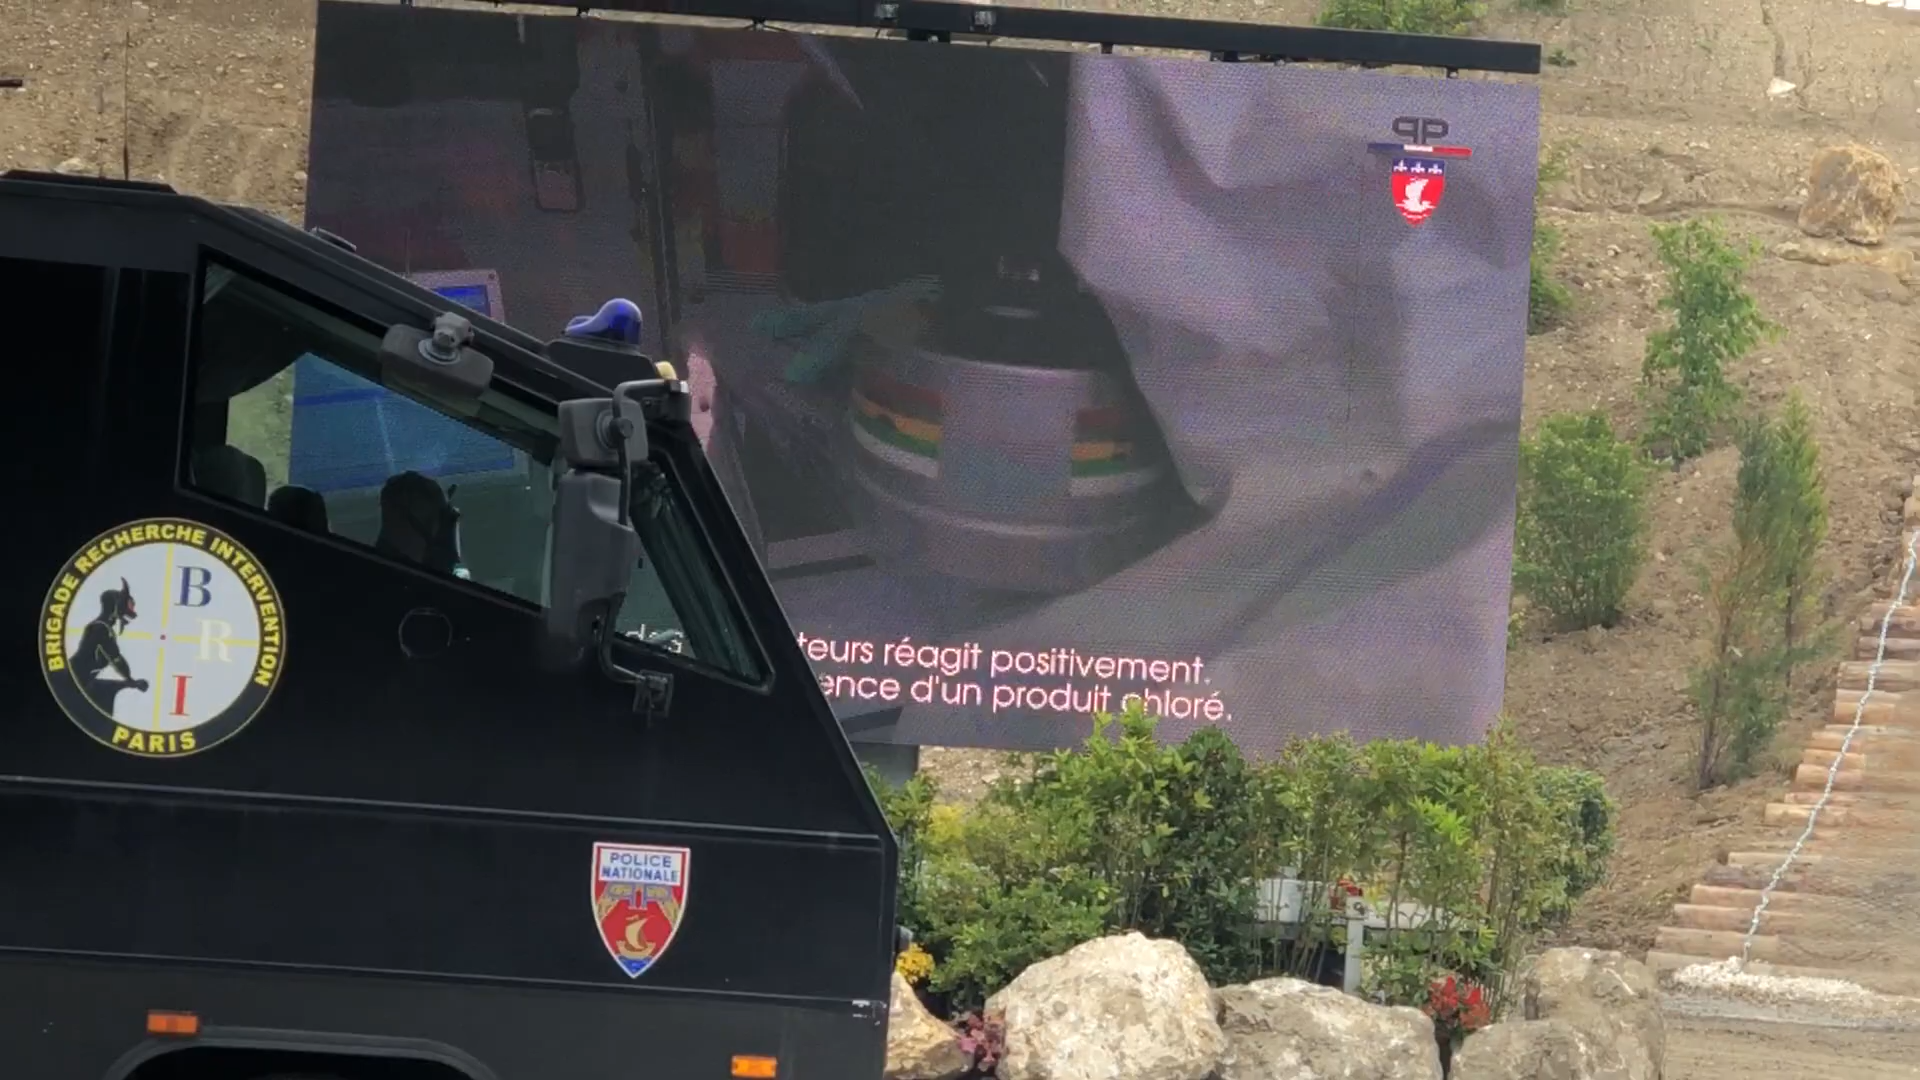 BRIGADE RECHERCHE INTERVENTION
B
R
I
PARIS
PP
teurs réagit positivement.
ence d'un produit chloré.
POLICE
NATIONALE